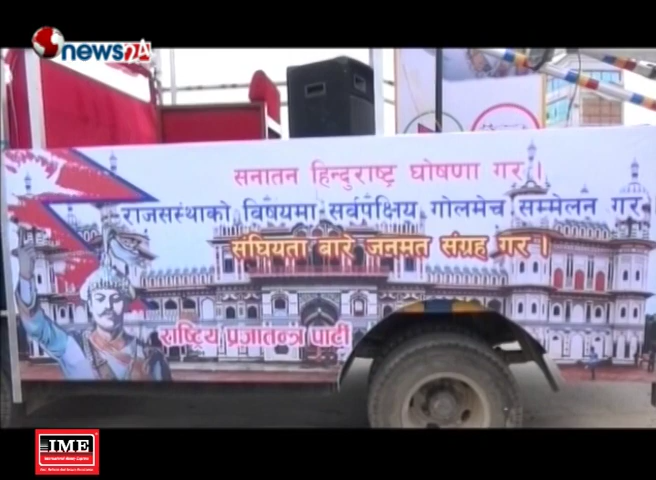 news24
सनातन हिन्दुराष्ट्र घोषणा गर ।
राजसस्थाको विषयमा सर्वपक्षिय गोलमेच सम्मेलन गर
संघियता बारे जनमत संग्रह गर ।
राष्ट्रिय प्रजातन्त्र पार्टी
IME